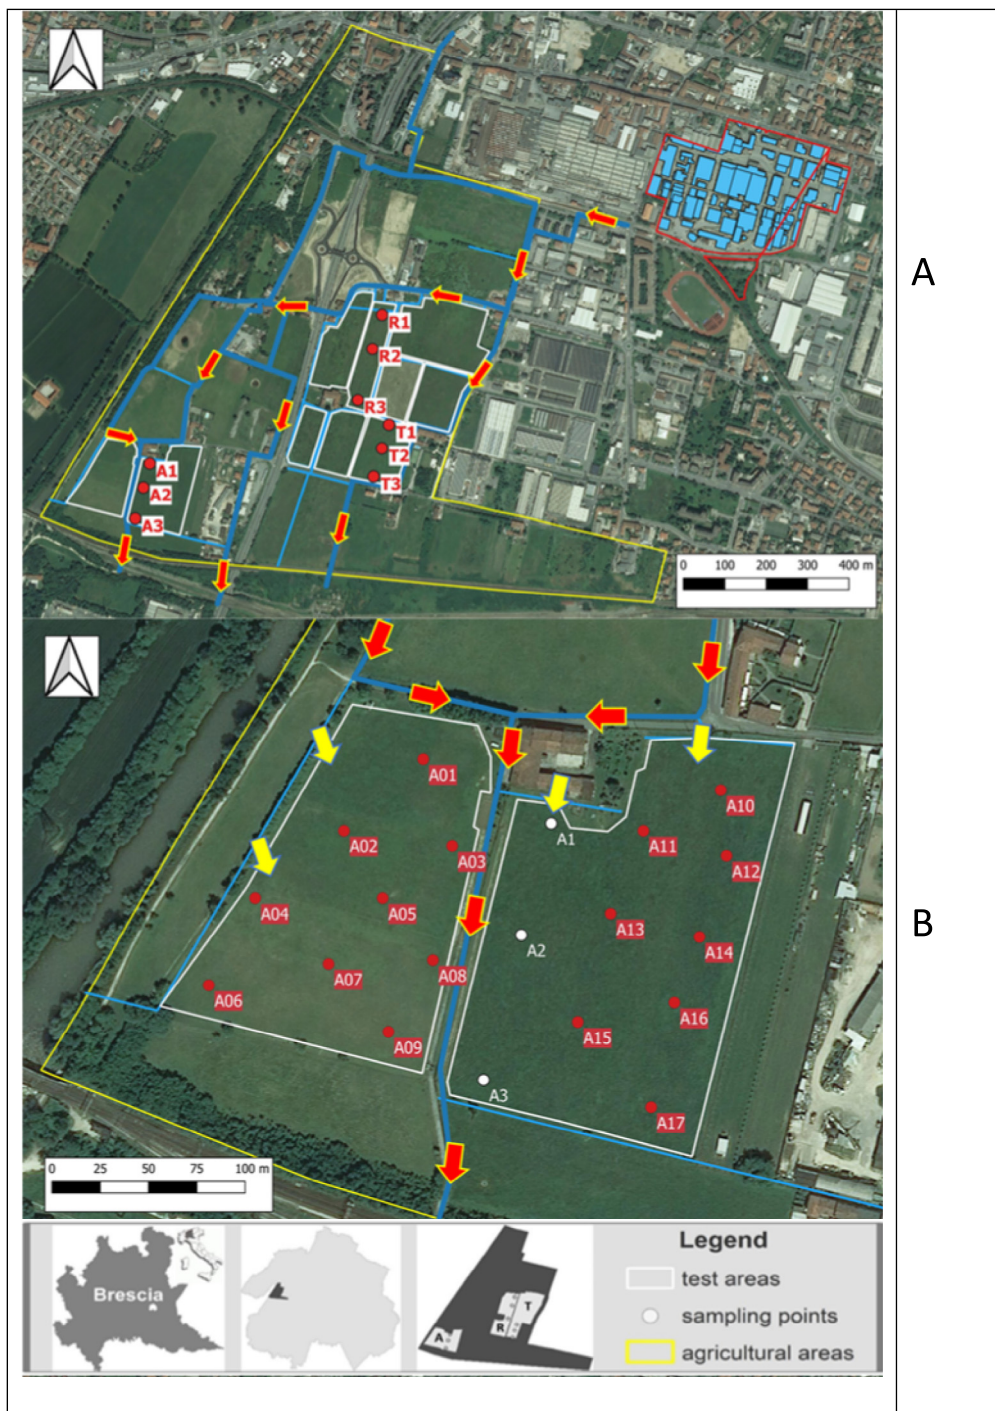 A
R1
R2
R3
T1
T2
T3
A1
A2
A3
0 100 200 300 400 m
B
A01
A02
A03
A04
A05
A06
A07
A08
A09
A1
A10
A11
A12
A2
A13
A14
A16
A15
A3
A17
0 25 50 75 100 m
Brescia
A
R
T
Legend
test areas
sampling points
agricultural areas